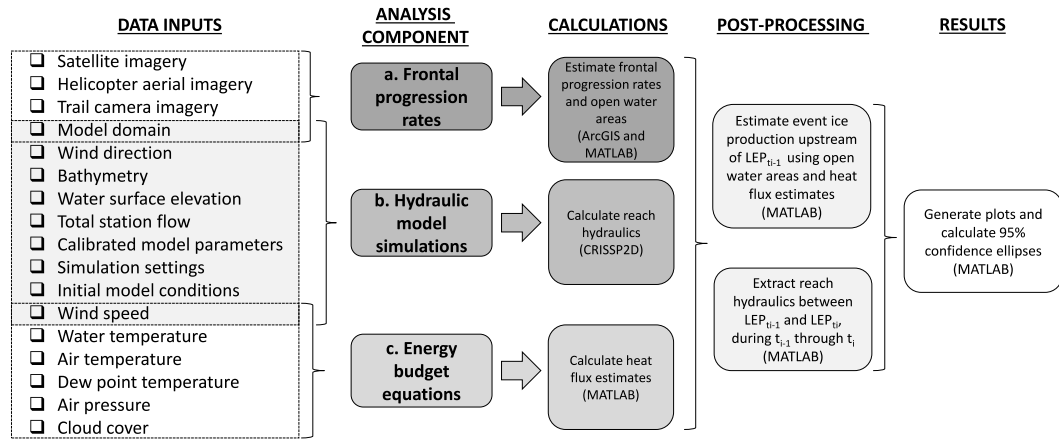 DATA INPUTS
❑ Satellite imagery
❑ Helicopter aerial imagery
❑ Trail camera imagery
❑ Model domain
❑ Wind direction
❑ Bathymetry
❑ Water surface elevation
❑ Total station flow
❑ Calibrated model parameters
❑ Simulation settings
❑ Initial model conditions
❑ Wind speed
❑ Water temperature
❑ Air temperature
❑ Dew point temperature
❑ Air pressure
❑ Cloud cover
ANALYSIS
COMPONENT
a. Frontal
progression
rates
b. Hydraulic
model
simulations
c. Energy
budget
equations
CALCULATIONS
Estimate frontal
progression rates
and open water
areas
(ArcGIS and
MATLAB)
Calculate reach
hydraulics
(CRISSP2D)
Calculate heat
flux estimates
(MATLAB)
POST-PROCESSING
Estimate event ice
production upstream
of LEPti-1 using open
water areas and heat
flux estimates
(MATLAB)
Extract reach
hydraulics between
LEPti-1 and LEPti,
during ti-1 through ti
(MATLAB)
RESULTS
Generate plots and
calculate 95%
confidence ellipses
(MATLAB)